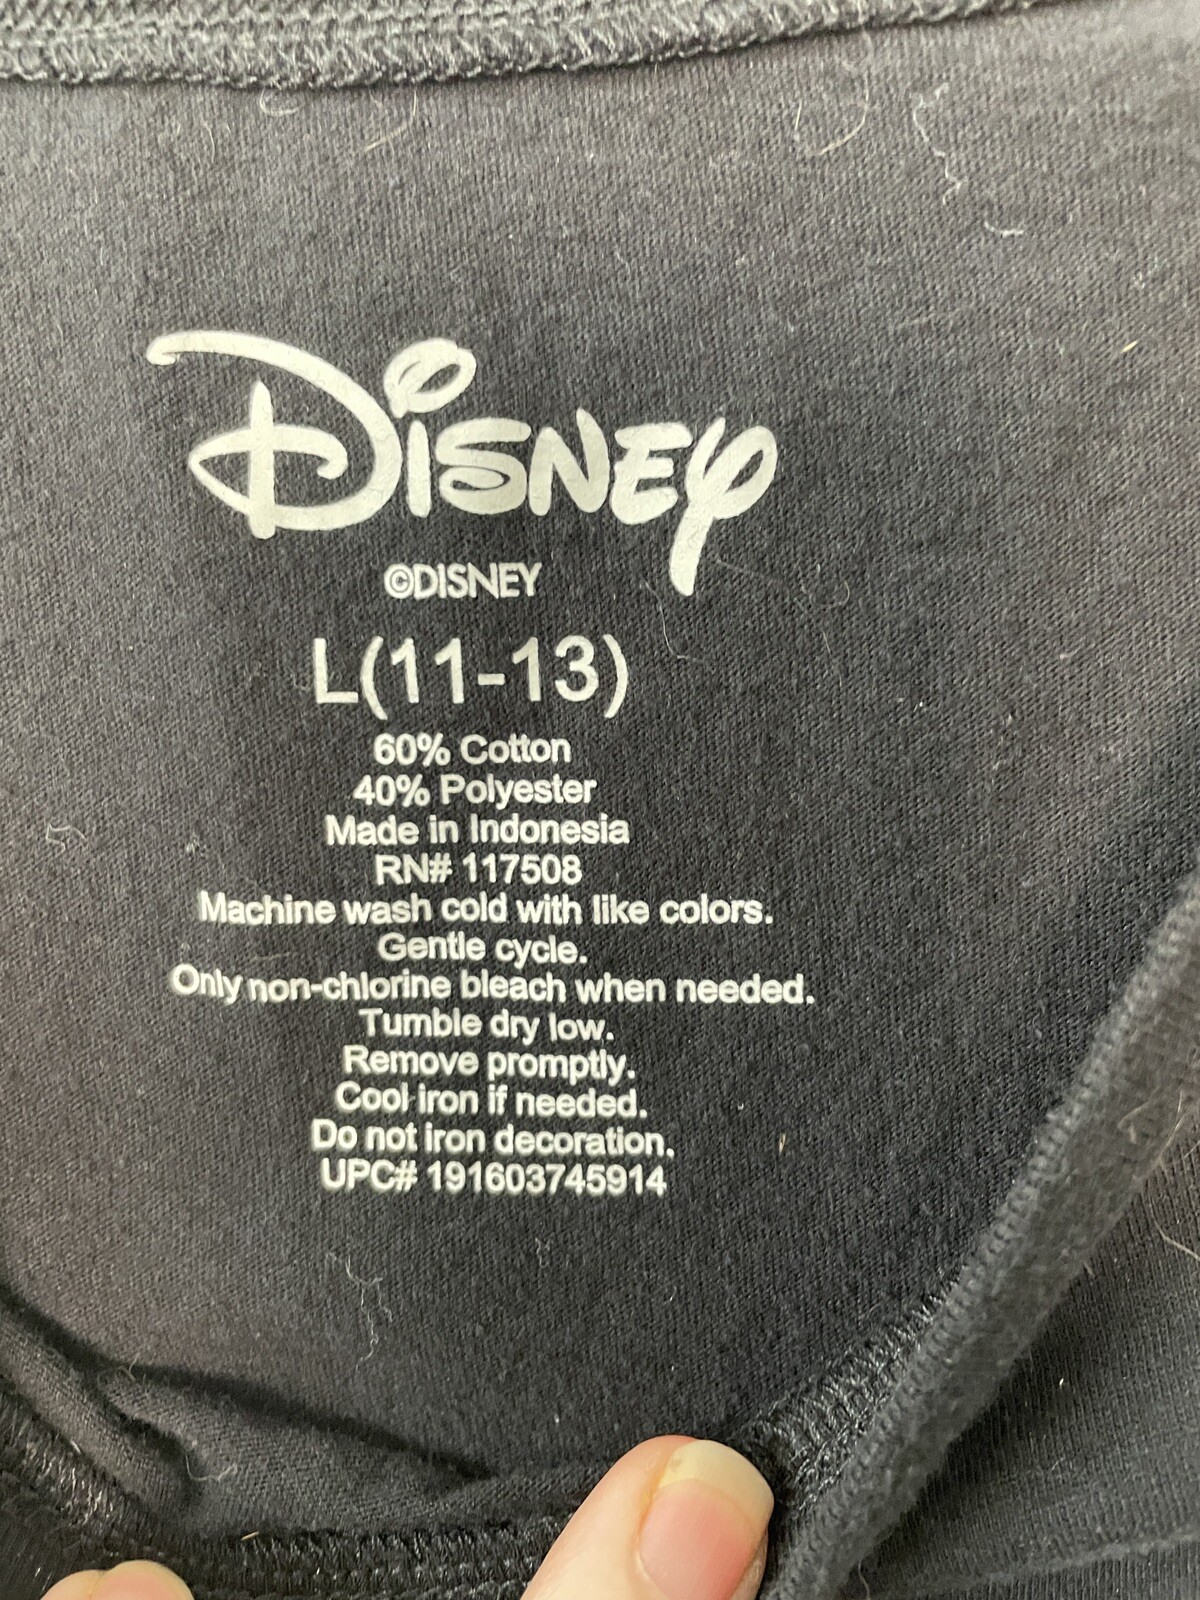 Disney
©DISNEY
L(11-13)
60% Cotton
40% Polyester
Made in Indonesia
RN# 117508
Machine wash cold with like colors.
Gentle cycle.
Only non-chlorine bleach when needed.
Tumble dry low.
Remove promptly.
Cool iron if needed.
Do not iron decoration.
UPC# 191603745914